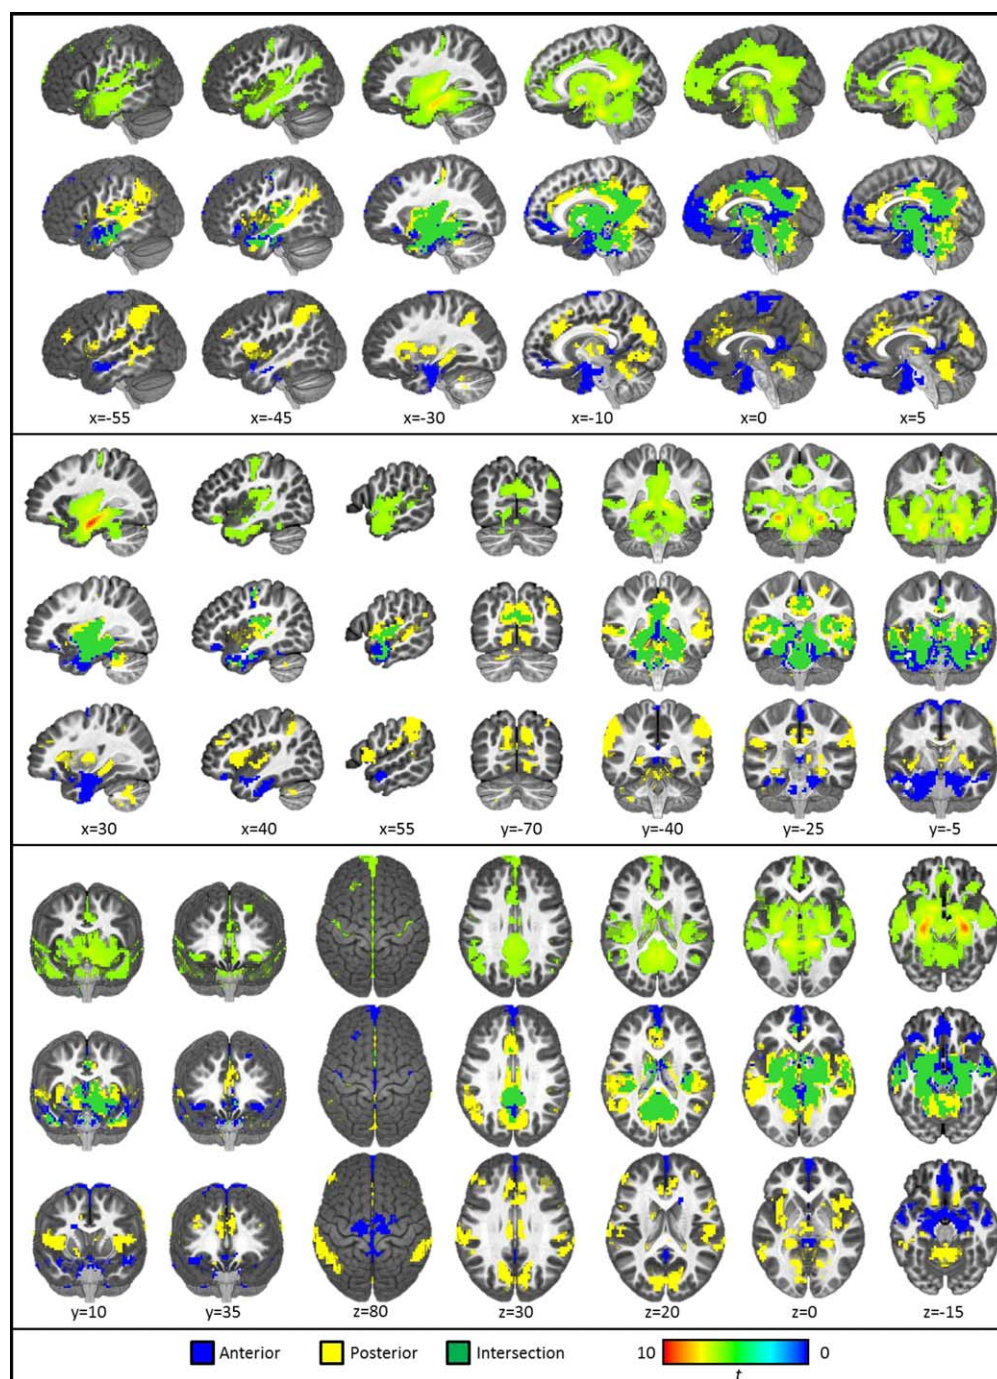 x=-55 x=-45 x=-30 x=-10 x=0 x=5
x=30 x=40 x=55 y=-70 y=-40 y=-25 y=-5
y=10 y=35 z=80 z=30 z=20 z=0 z=-15
Anterior Posterior Intersection 10 0
t